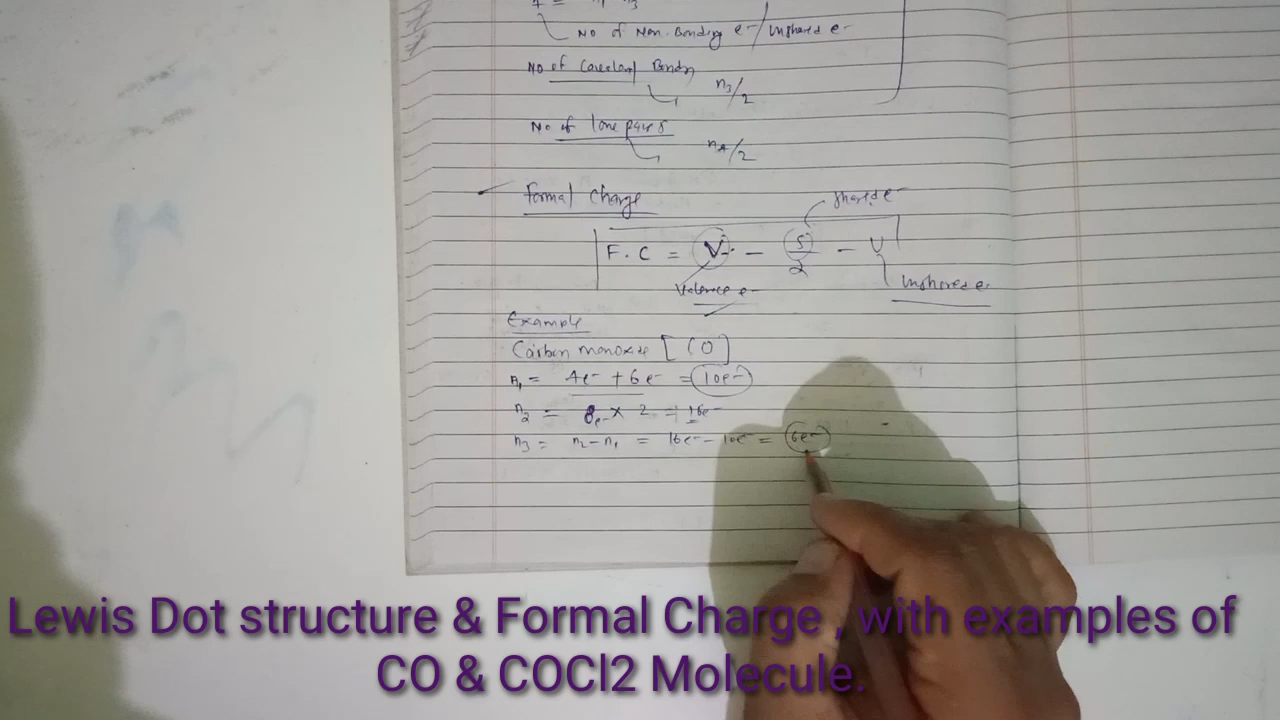 No of Non-Bonding e- / Unshared e-
No of Covalent Bonds
n3/2
No of lone pairs
n4/2
Formal Charge
shared e-
F.C = V - S/2 - U
Valence e-
Unshared e-
Example
Carbon monoxide [CO]
n1 = 4e- + 6e- = 10e-
n2 = 8e- × 2 = 16e-
n3 = n2 - n1 = 16e- - 10e- = 6e-
Lewis Dot structure & Formal Charge , with examples of
CO & COCl2 Molecule.